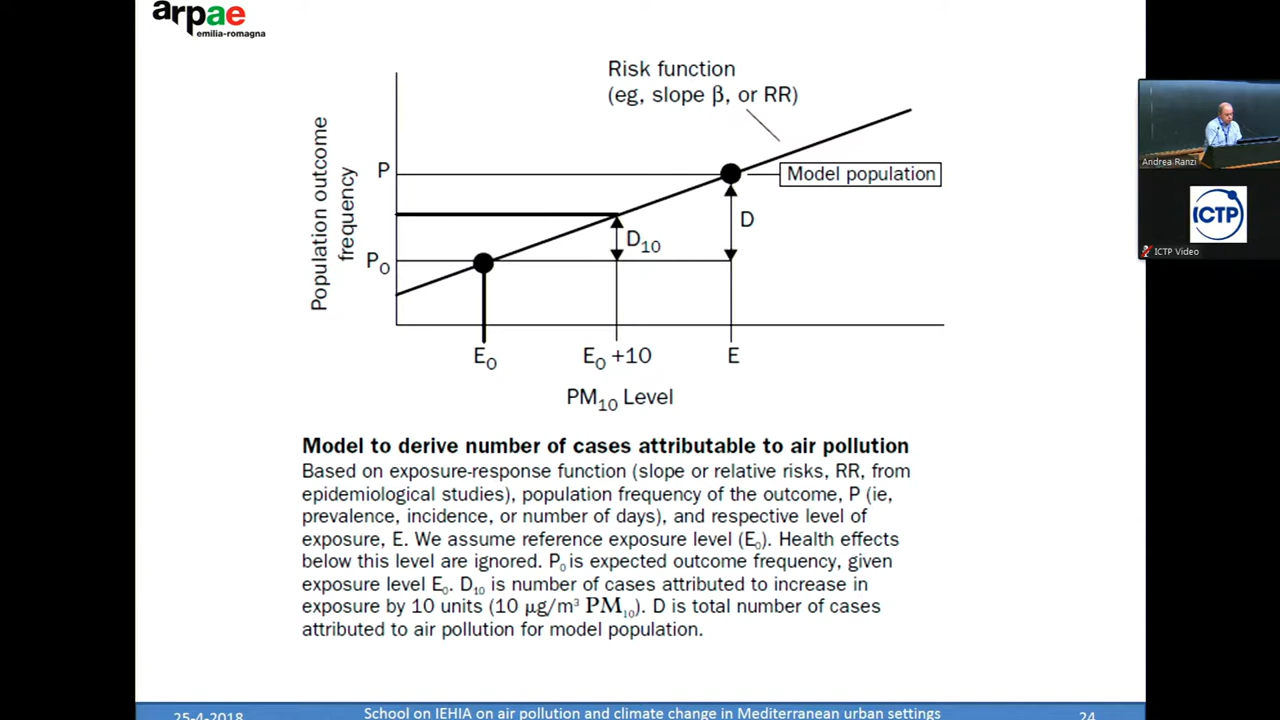 arpae
emilia-romagna
Risk function
(eg, slope β, or RR)
Population outcome
frequency
P
Model population
D
D10
P0
E0
E0 +10
E
PM10 Level
Model to derive number of cases attributable to air pollution
Based on exposure-response function (slope or relative risks, RR, from
epidemiological studies), population frequency of the outcome, P (ie,
prevalence, incidence, or number of days), and respective level of
exposure, E. We assume reference exposure level (E0). Health effects
below this level are ignored. P0 is expected outcome frequency, given
exposure level E0. D10 is number of cases attributed to increase in
exposure by 10 units (10 μg/m³ PM10). D is total number of cases
attributed to air pollution for model population.
25-4-2018
School on IEHIA on air pollution and climate change in Mediterranean urban settings
24
Andrea Ranzi
ICTP
ICTP Video